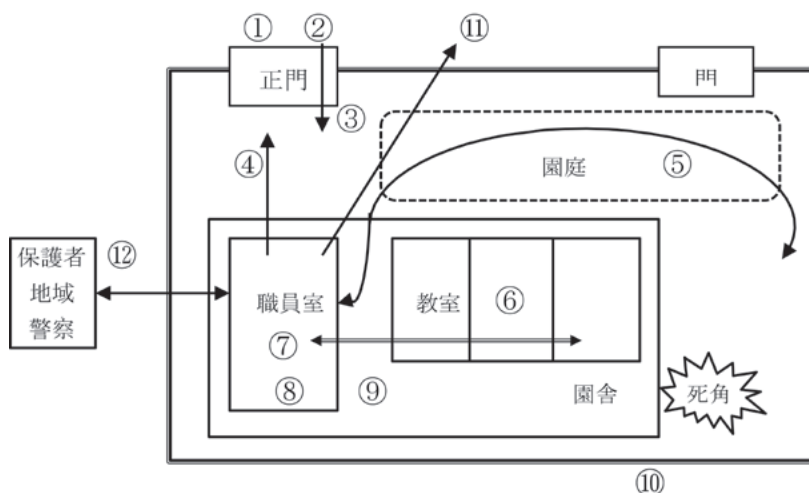 ① ② ⑪
正門
門
③
④
園庭 ⑤
保護者
地域
警察
⑫
職員室
教室 ⑥
⑦
⑧ ⑨
園舎
死角
⑩